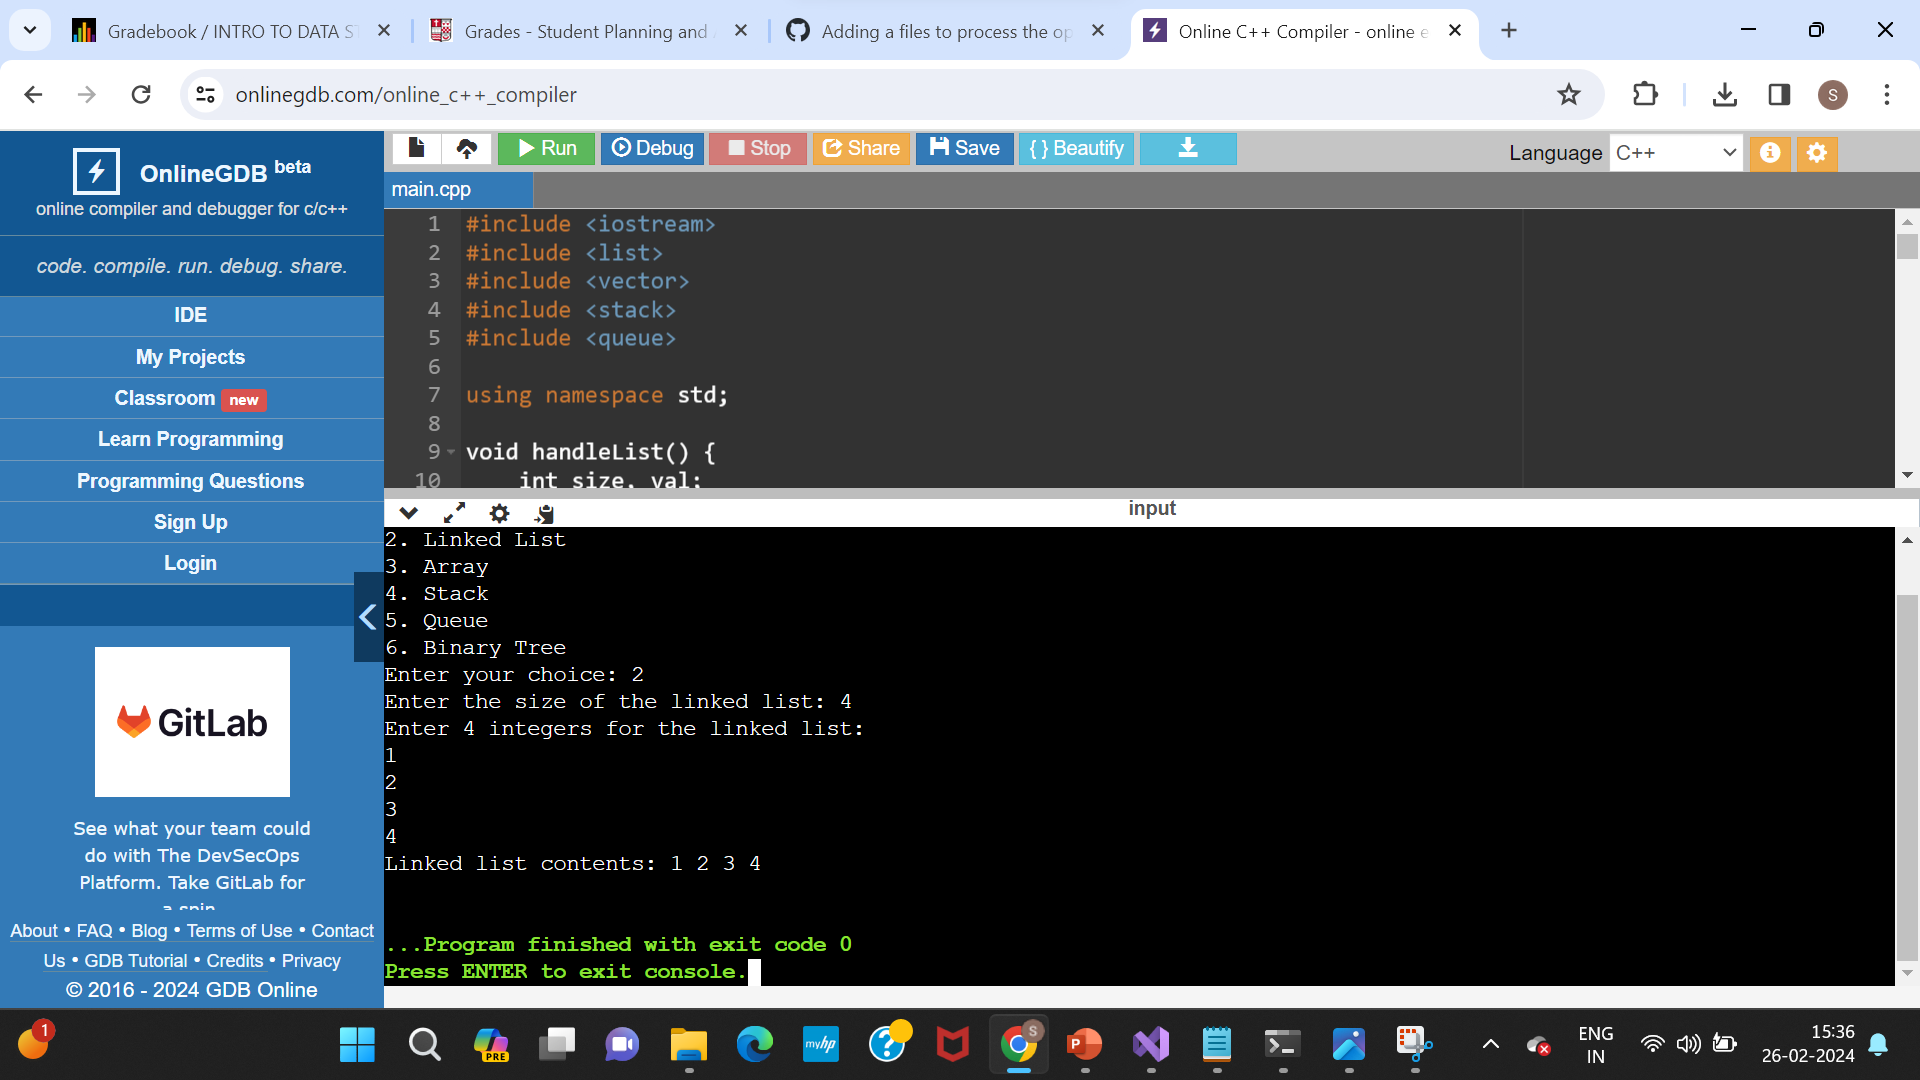 Gradebook / INTRO TO DATA ST
Grades - Student Planning and
Adding a files to process the op
Online C++ Compiler - online e
onlinegdb.com/online_c++_compiler
S
OnlineGDB beta
online compiler and debugger for c/c++
code. compile. run. debug. share.
IDE
My Projects
Classroom new
Learn Programming
Programming Questions
Sign Up
Login
GitLab
See what your team could
do with The DevSecOps
Platform. Take GitLab for
a spin
About • FAQ • Blog • Terms of Use • Contact
Us • GDB Tutorial • Credits • Privacy
© 2016 - 2024 GDB Online
Run Debug Stop Share Save { } Beautify
Language C++
main.cpp
1 #include <iostream>
2 #include <list>
3 #include <vector>
4 #include <stack>
5 #include <queue>
6
7 using namespace std;
8
9 void handleList() {
10 int size, val;
input
2. Linked List
3. Array
4. Stack
5. Queue
6. Binary Tree
Enter your choice: 2
Enter the size of the linked list: 4
Enter 4 integers for the linked list:
1
2
3
4
Linked list contents: 1 2 3 4
...Program finished with exit code 0
Press ENTER to exit console.
1
PRE
myhp
S
ENG
IN
15:36
26-02-2024